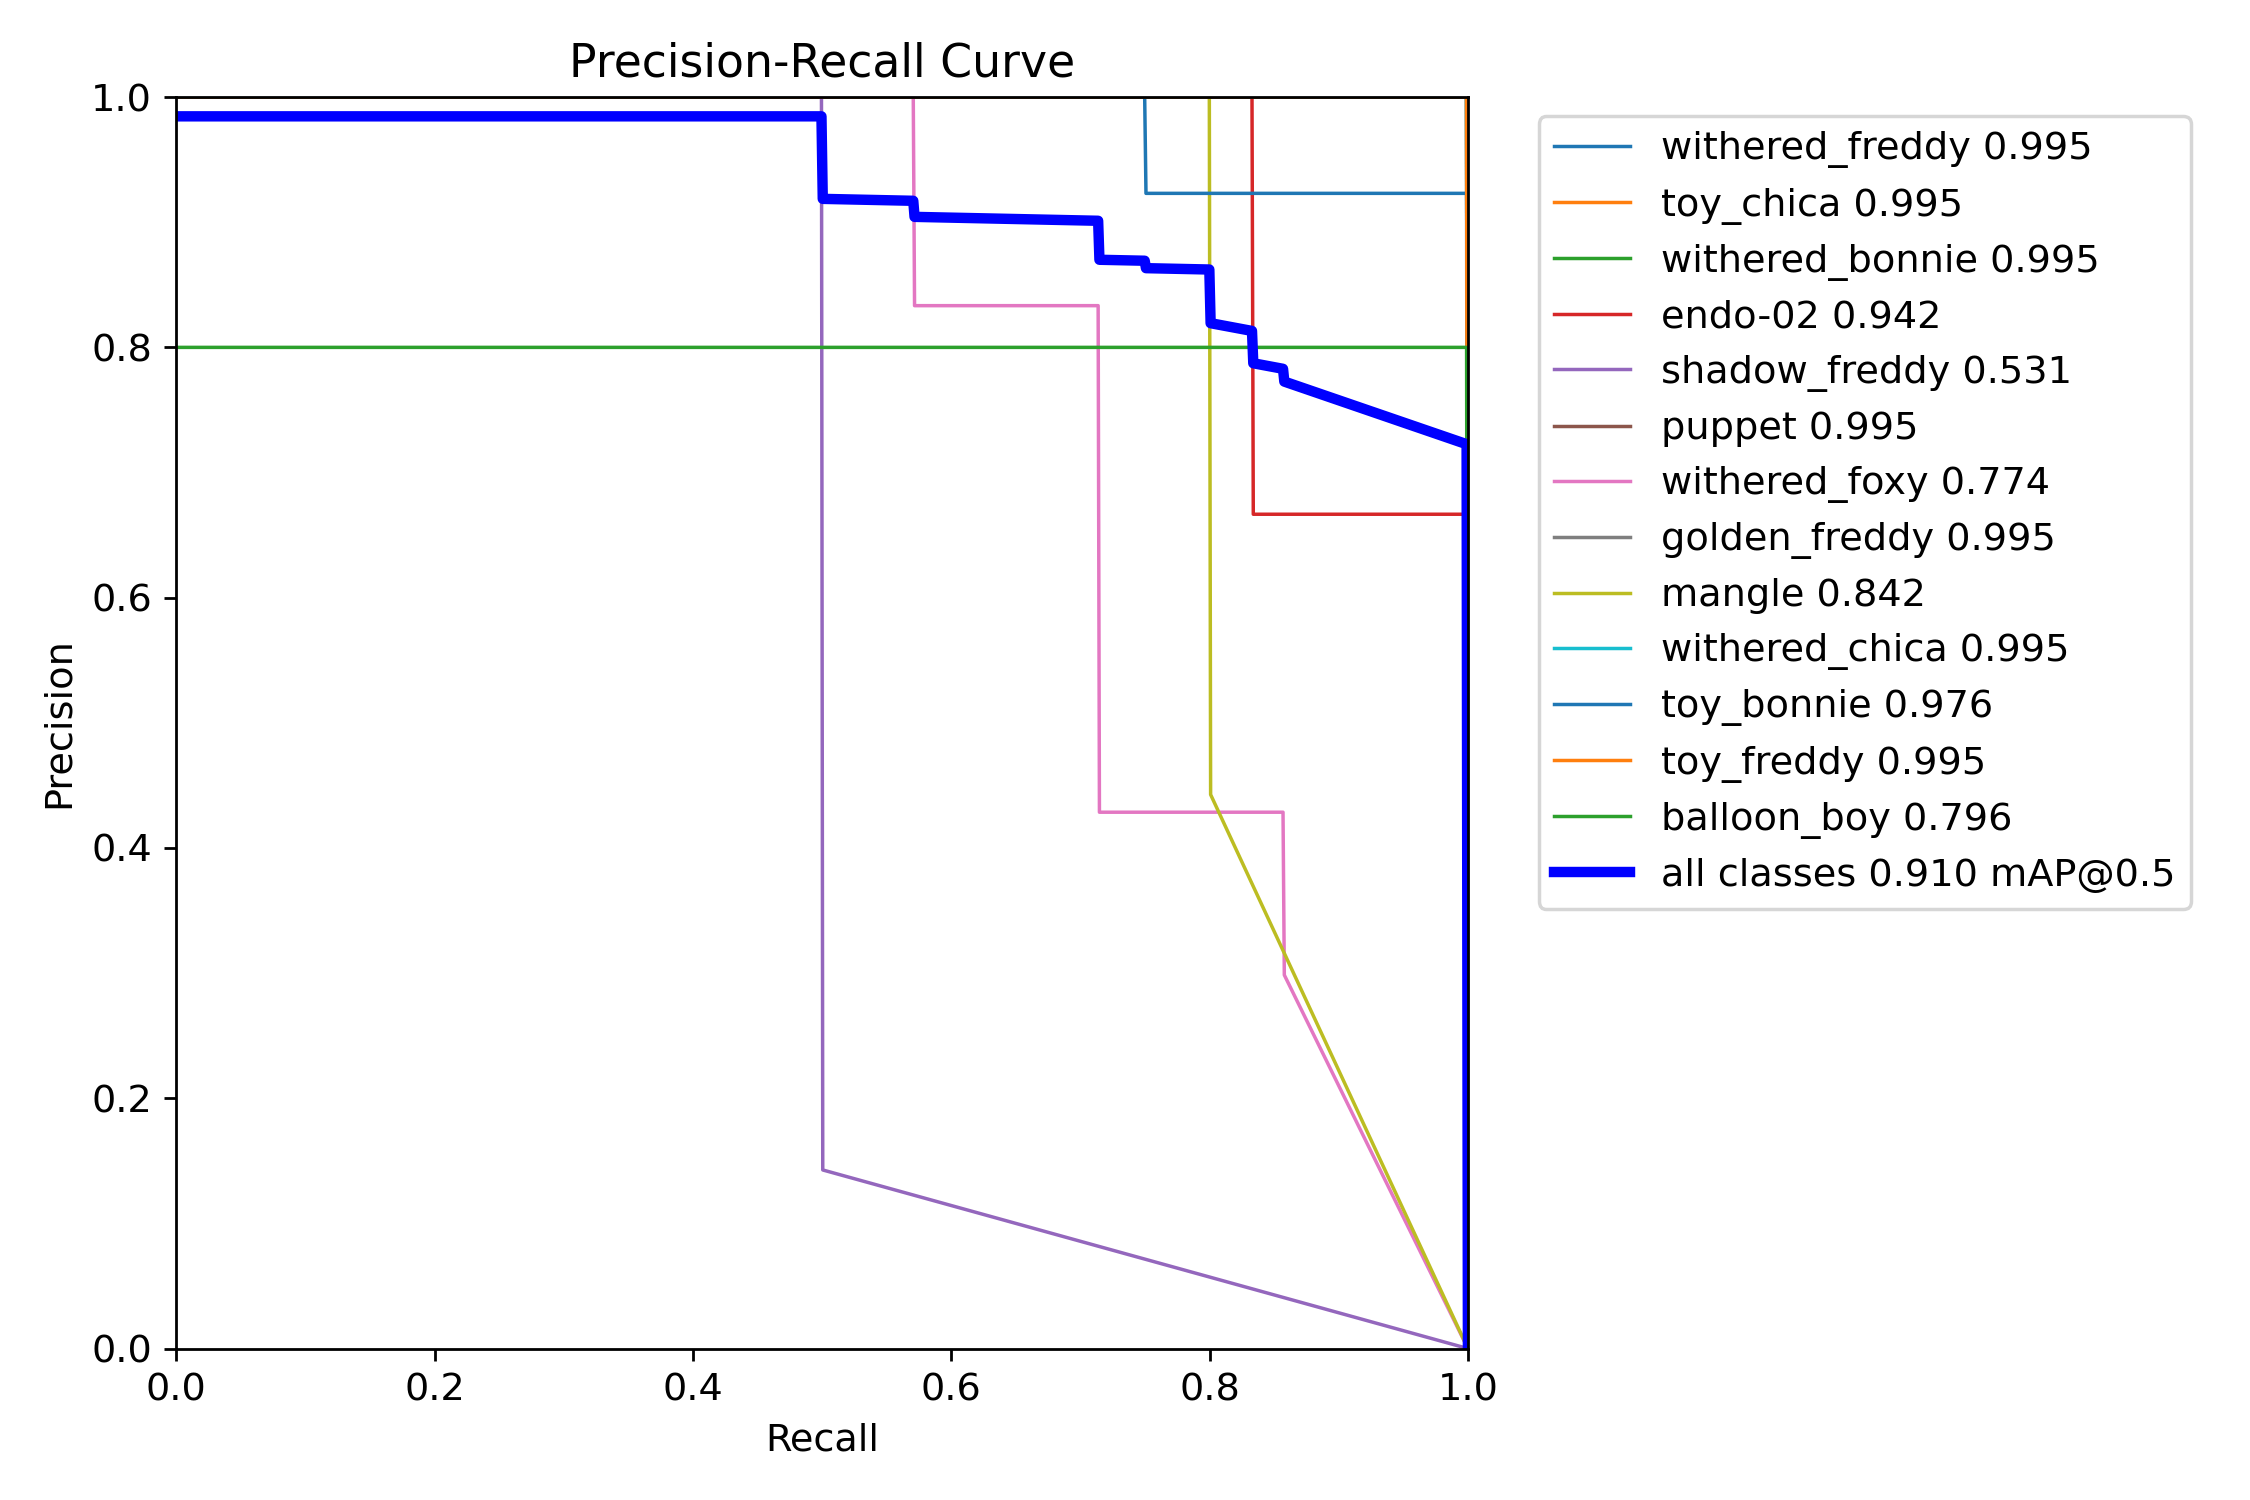 Precision-Recall Curve
1.0
0.8
0.6
0.4
0.2
0.0
Precision
0.0 0.2 0.4 0.6 0.8 1.0
Recall
withered_freddy 0.995
toy_chica 0.995
withered_bonnie 0.995
endo-02 0.942
shadow_freddy 0.531
puppet 0.995
withered_foxy 0.774
golden_freddy 0.995
mangle 0.842
withered_chica 0.995
toy_bonnie 0.976
toy_freddy 0.995
balloon_boy 0.796
all classes 0.910 mAP@0.5